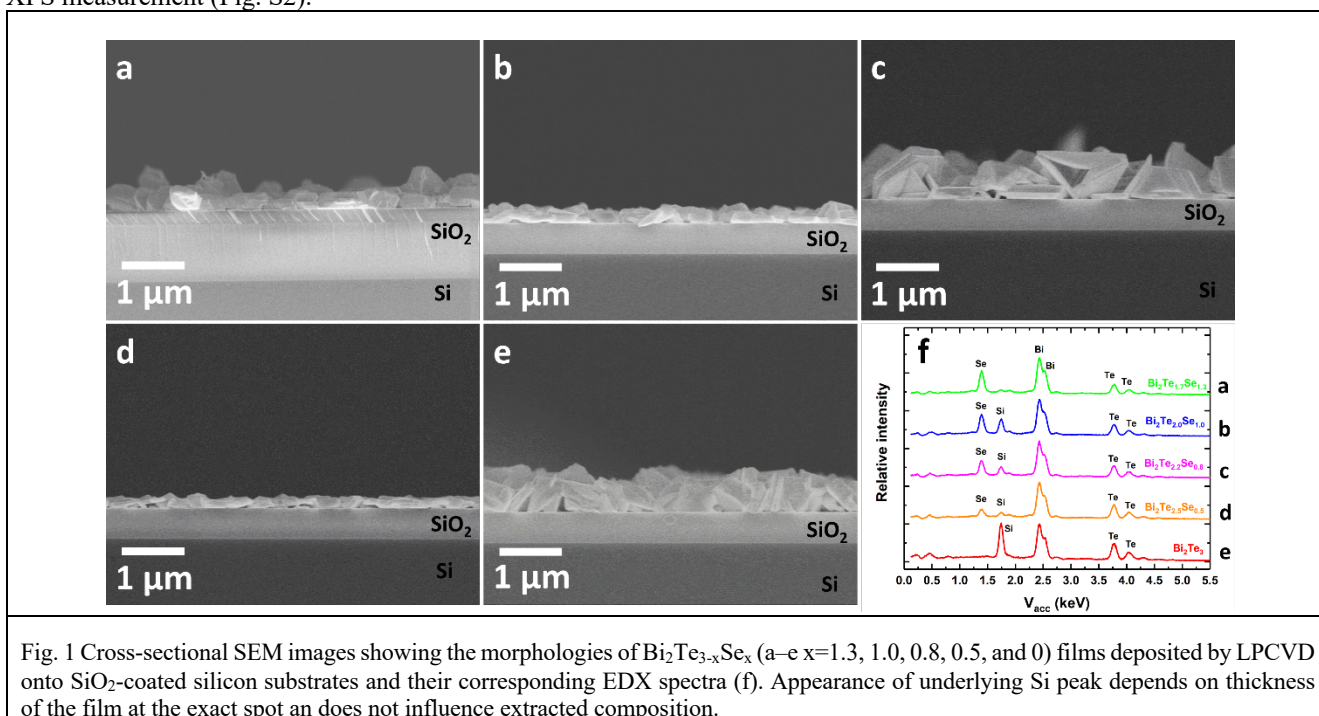 XPS measurement (Fig. S2).
a
SiO₂
1 µm
Si
b
SiO₂
1 µm
Si
c
SiO₂
1 µm
Si
d
SiO₂
1 µm
Si
e
SiO₂
1 µm
Si
f
Relative intensity
Se
Bi
Bi
Te
Te
Bi₂Te₁.₇Se₁.₃
a
Se
Si
Te
Te
Bi₂Te₂.₀Se₁.₀
b
Se
Si
Te
Te
Bi₂Te₂.₂Se₀.₈
c
Se
Si
Te
Te
Bi₂Te₂.₅Se₀.₅
d
Si
Te
Te
Bi₂Te₃
e
0.0 0.5 1.0 1.5 2.0 2.5 3.0 3.5 4.0 4.5 5.0 5.5
V_acc (keV)
Fig. 1 Cross-sectional SEM images showing the morphologies of Bi₂Te₃₋ₓSeₓ (a–e x=1.3, 1.0, 0.8, 0.5, and 0) films deposited by LPCVD
onto SiO₂-coated silicon substrates and their corresponding EDX spectra (f). Appearance of underlying Si peak depends on thickness
of the film at the exact spot an does not influence extracted composition.